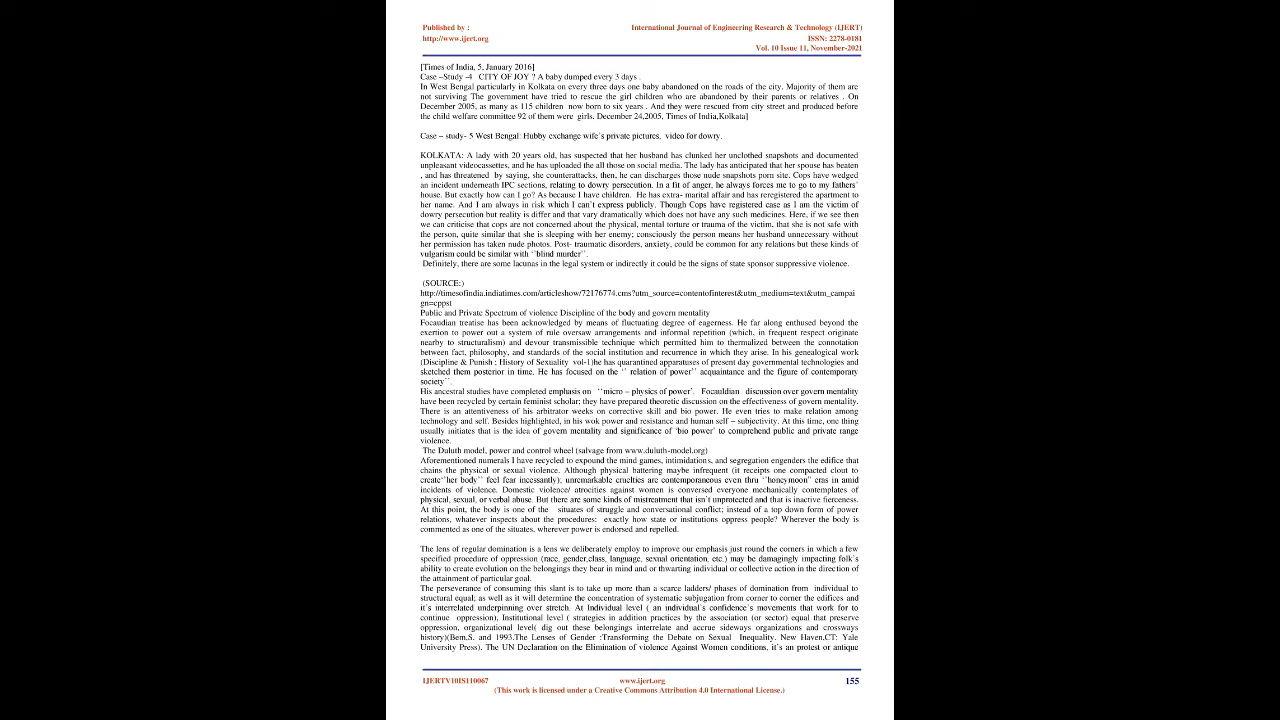 Published by :
International Journal of Engineering Research & Technology (IJERT)
http://www.ijert.org
ISSN: 2278-0181
Vol. 10 Issue 11, November-2021
[Times of India, 5, January 2016]
Case –Study -4 CITY OF JOY ? A baby dumped every 3 days .
In West Bengal particularly in Kolkata on every three days one baby abandoned on the roads of the city. Majority of them are
not surviving The government have tried to rescue the girl children who are abandoned by their parents or relatives . On
December 2005, as many as 115 children now born to six years . And they were rescued from city street and produced before
the child welfare committee 92 of them were girls. December 24,2005, Times of India,Kolkata]
Case – study- 5 West Bengal: Hubby exchange wife's private pictures, video for dowry.
KOLKATA: A lady with 20 years old, has suspected that her husband has clunked her unclothed snapshots and documented
unpleasant videocassettes, and he has uploaded the all those on social media. The lady has anticipated that her spouse has beaten
, and has threatened by saying, she counterattacks, then, he can discharges those nude snapshots porn site. Cops have wedged
an incident underneath IPC sections, relating to dowry persecution. In a fit of anger, he always forces me to go to my fathers'
house. But exactly how can I go? As because I have children. He has extra- marital affair and has reregistered the apartment to
her name. And I am always in risk which I can't express publicly. Though Cops have registered case as I am the victim of
dowry persecution but reality is differ and that vary dramatically which does not have any such medicines. Here, if we see then
we can criticise that cops are not concerned about the physical, mental torture or trauma of the victim, that she is not safe with
the person, quite similar that she is sleeping with her enemy; consciously the person means her husband unnecessary without
her permission has taken nude photos. Post- traumatic disorders, anxiety, could be common for any relations but these kinds of
vulgarism could be similar with ''blind murder''.
Definitely, there are some lacunas in the legal system or indirectly it could be the signs of state sponsor suppressive violence.
(SOURCE:)
http://timesofindia.indiatimes.com/articleshow/72176774.cms?utm_source=contentofinterest&utm_medium=text&utm_campai
gn=cppst
Public and Private Spectrum of violence Discipline of the body and govern mentality
Focaudian treatise has been acknowledged by means of fluctuating degree of eagerness. He far along enthused beyond the
exertion to power out a system of rule oversaw arrangements and informal repetition (which, in frequent respect originate
nearby to structuralism) and devour transmissible technique which permitted him to thermalized between the connotation
between fact, philosophy, and standards of the social institution and recurrence in which they arise. In his genealogical work
(Discipline & Punish ; History of Sexuality vol-1)he has quarantined apparatuses of present day governmental technologies and
sketched them posterior in time. He has focused on the '' relation of power'' acquaintance and the figure of contemporary
society''.
His ancestral studies have completed emphasis on ''micro – physics of power'. Focauldian discussion over govern mentality
have been recycled by certain feminist scholar; they have prepared theoretic discussion on the effectiveness of govern mentality.
There is an attentiveness of his arbitrator weeks on corrective skill and bio power. He even tries to make relation among
technology and self. Besides highlighted, in his wok power and resistance and human self – subjectivity. At this time, one thing
usually initiates that is the idea of govern mentality and significance of 'bio power' to comprehend public and private range
violence.
The Duluth model, power and control wheel (salvage from www.duluth-model.org)
Aforementioned numerals I have recycled to expound the mind games, intimidations, and segregation engenders the edifice that
chains the physical or sexual violence. Although physical battering maybe infrequent (it receipts one compacted clout to
create''her body'' feel fear incessantly); unremarkable cruelties are contemporaneous even thru ''honeymoon" eras in amid
incidents of violence. Domestic violence/ atrocities against women is conversed everyone mechanically contemplates of
physical, sexual, or verbal abuse. But there are some kinds of mistreatment that isn't unprotected and that is inactive fierceness.
At this point, the body is one of the situates of struggle and conversational conflict; instead of a top down form of power
relations, whatever inspects about the procedures: exactly how state or institutions oppress people? Wherever the body is
commented as one of the situates, wherever power is endorsed and repelled.
The lens of regular domination is a lens we deliberately employ to improve our emphasis just round the corners in which a few
specified procedure of oppression (race, gender,class, language, sexual orientation, etc.) may be damagingly impacting folk's
ability to create evolution on the belongings they bear in mind and or thwarting individual or collective action in the direction of
the attainment of particular goal.
The perseverance of consuming this slant is to take up more than a scarce ladders/ phases of domination from individual to
structural equal; as well as it will determine the concentration of systematic subjugation from corner to corner the edifices and
it's interrelated underpinning over stretch. At Individual level ( an individual's confidence's movements that work for to
continue oppression), Institutional level ( strategies in addition practices by the association (or sector) equal that preserve
oppression, organizational level( dig out these belongings interrelate and accrue sideways organizations and crossways
history)(Bem,S. and 1993.The Lenses of Gender :Transforming the Debate on Sexual Inequality. New Haven,CT: Yale
University Press). The UN Declaration on the Elimination of violence Against Women conditions, it's an protest or antique
IJERTV10IS110067
www.ijert.org
155
(This work is licensed under a Creative Commons Attribution 4.0 International License.)